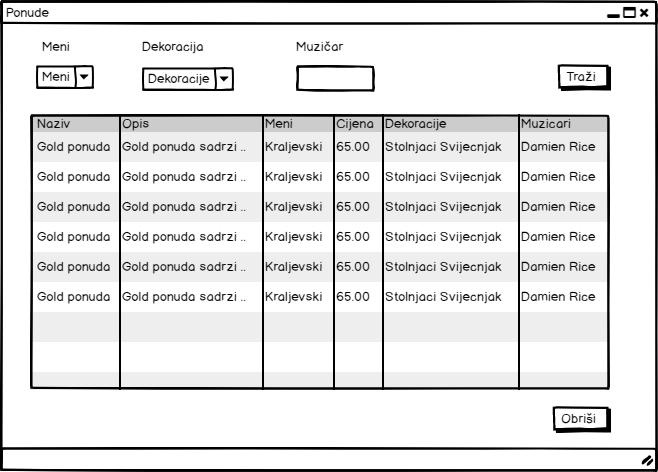 Ponude
Meni Dekoracija Muzičar
Meni Dekoracije Traži
Naziv Opis Meni Cijena Dekoracije Muzicari
Gold ponuda Gold ponuda sadrzi .. Kraljevski 65.00 Stolnjaci Svijecnjak Damien Rice
Gold ponuda Gold ponuda sadrzi .. Kraljevski 65.00 Stolnjaci Svijecnjak Damien Rice
Gold ponuda Gold ponuda sadrzi .. Kraljevski 65.00 Stolnjaci Svijecnjak Damien Rice
Gold ponuda Gold ponuda sadrzi .. Kraljevski 65.00 Stolnjaci Svijecnjak Damien Rice
Gold ponuda Gold ponuda sadrzi .. Kraljevski 65.00 Stolnjaci Svijecnjak Damien Rice
Gold ponuda Gold ponuda sadrzi .. Kraljevski 65.00 Stolnjaci Svijecnjak Damien Rice
Obriši